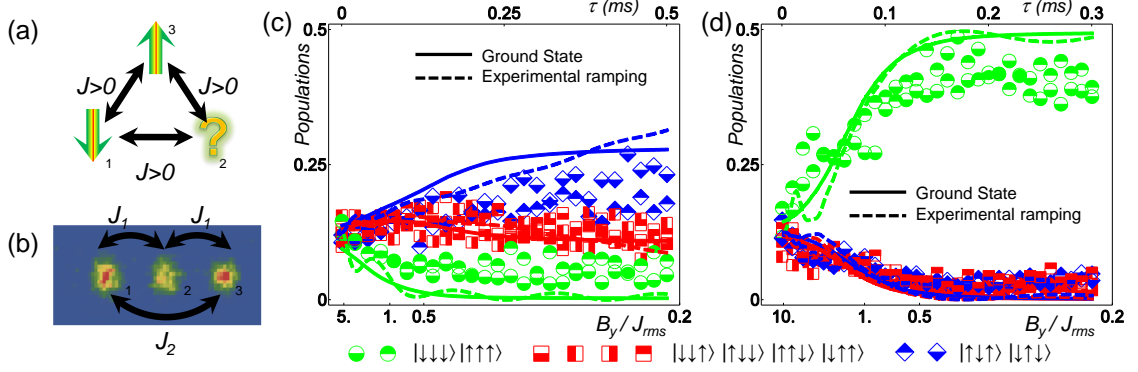 (a)
3
J>0 J>0
?
1 2
J>0
(b)
J1 J1
1 2 3
J2
(c)
0 0.25 0.5
τ (ms)
Populations
0.5
0.25
0
Ground State
Experimental ramping
5. 1. 0.5 0.2
By / Jrms
(d)
0 0.1 0.2 0.3
τ (ms)
Populations
0.5
0.25
0
Ground State
Experimental ramping
10. 1. 0.5 0.2
By / Jrms
|↓↓↓⟩ |↑↑↑⟩ |↓↓↑⟩ |↑↓↓⟩ |↑↑↓⟩ |↓↑↑⟩ |↑↓↑⟩ |↓↑↓⟩